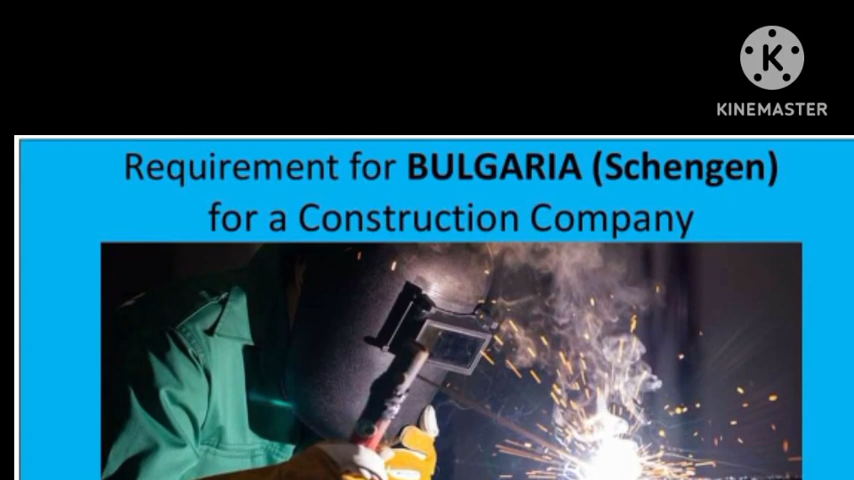 K
KINEMASTER
Requirement for BULGARIA (Schengen)
for a Construction Company